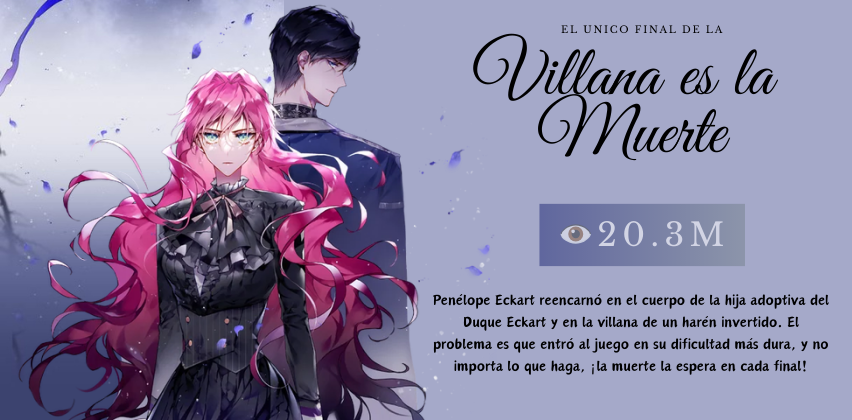 EL UNICO FINAL DE LA
Villana es la
Muerte
20.3M
Penélope Eckart reencarnó en el cuerpo de la hija adoptiva del
Duque Eckart y en la villana de un harén invertido. El
problema es que entró al juego en su dificultad más dura, y no
importa lo que haga, ¡la muerte la espera en cada final!